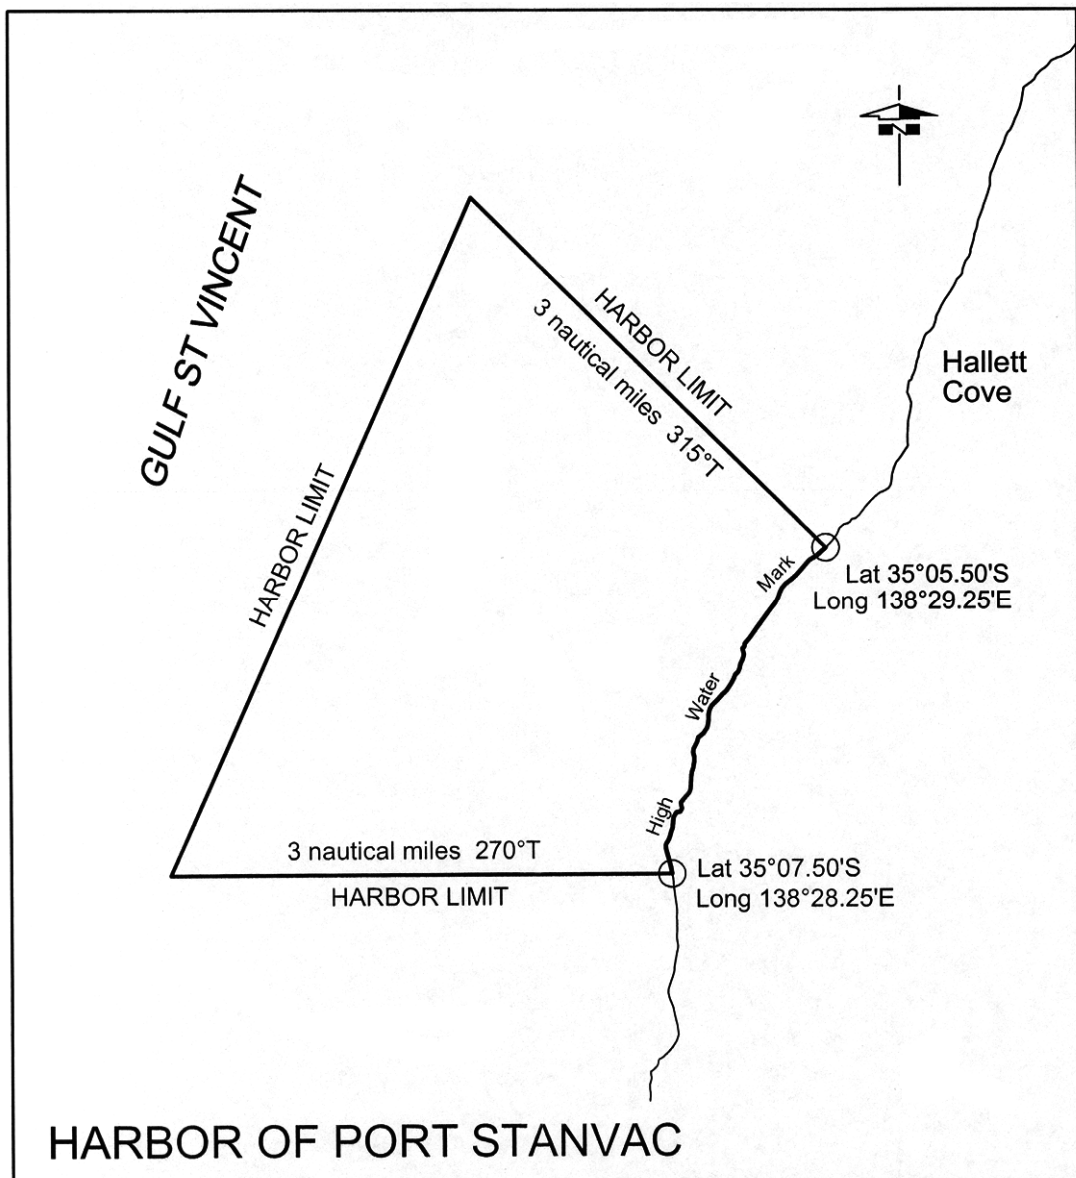 GULF ST VINCENT
HARBOR LIMIT
3 nautical miles 315°T
Hallett
Cove
HARBOR LIMIT
Lat 35°05.50'S
Long 138°29.25'E
High Water Mark
3 nautical miles 270°T
HARBOR LIMIT
Lat 35°07.50'S
Long 138°28.25'E
HARBOR OF PORT STANVAC
N